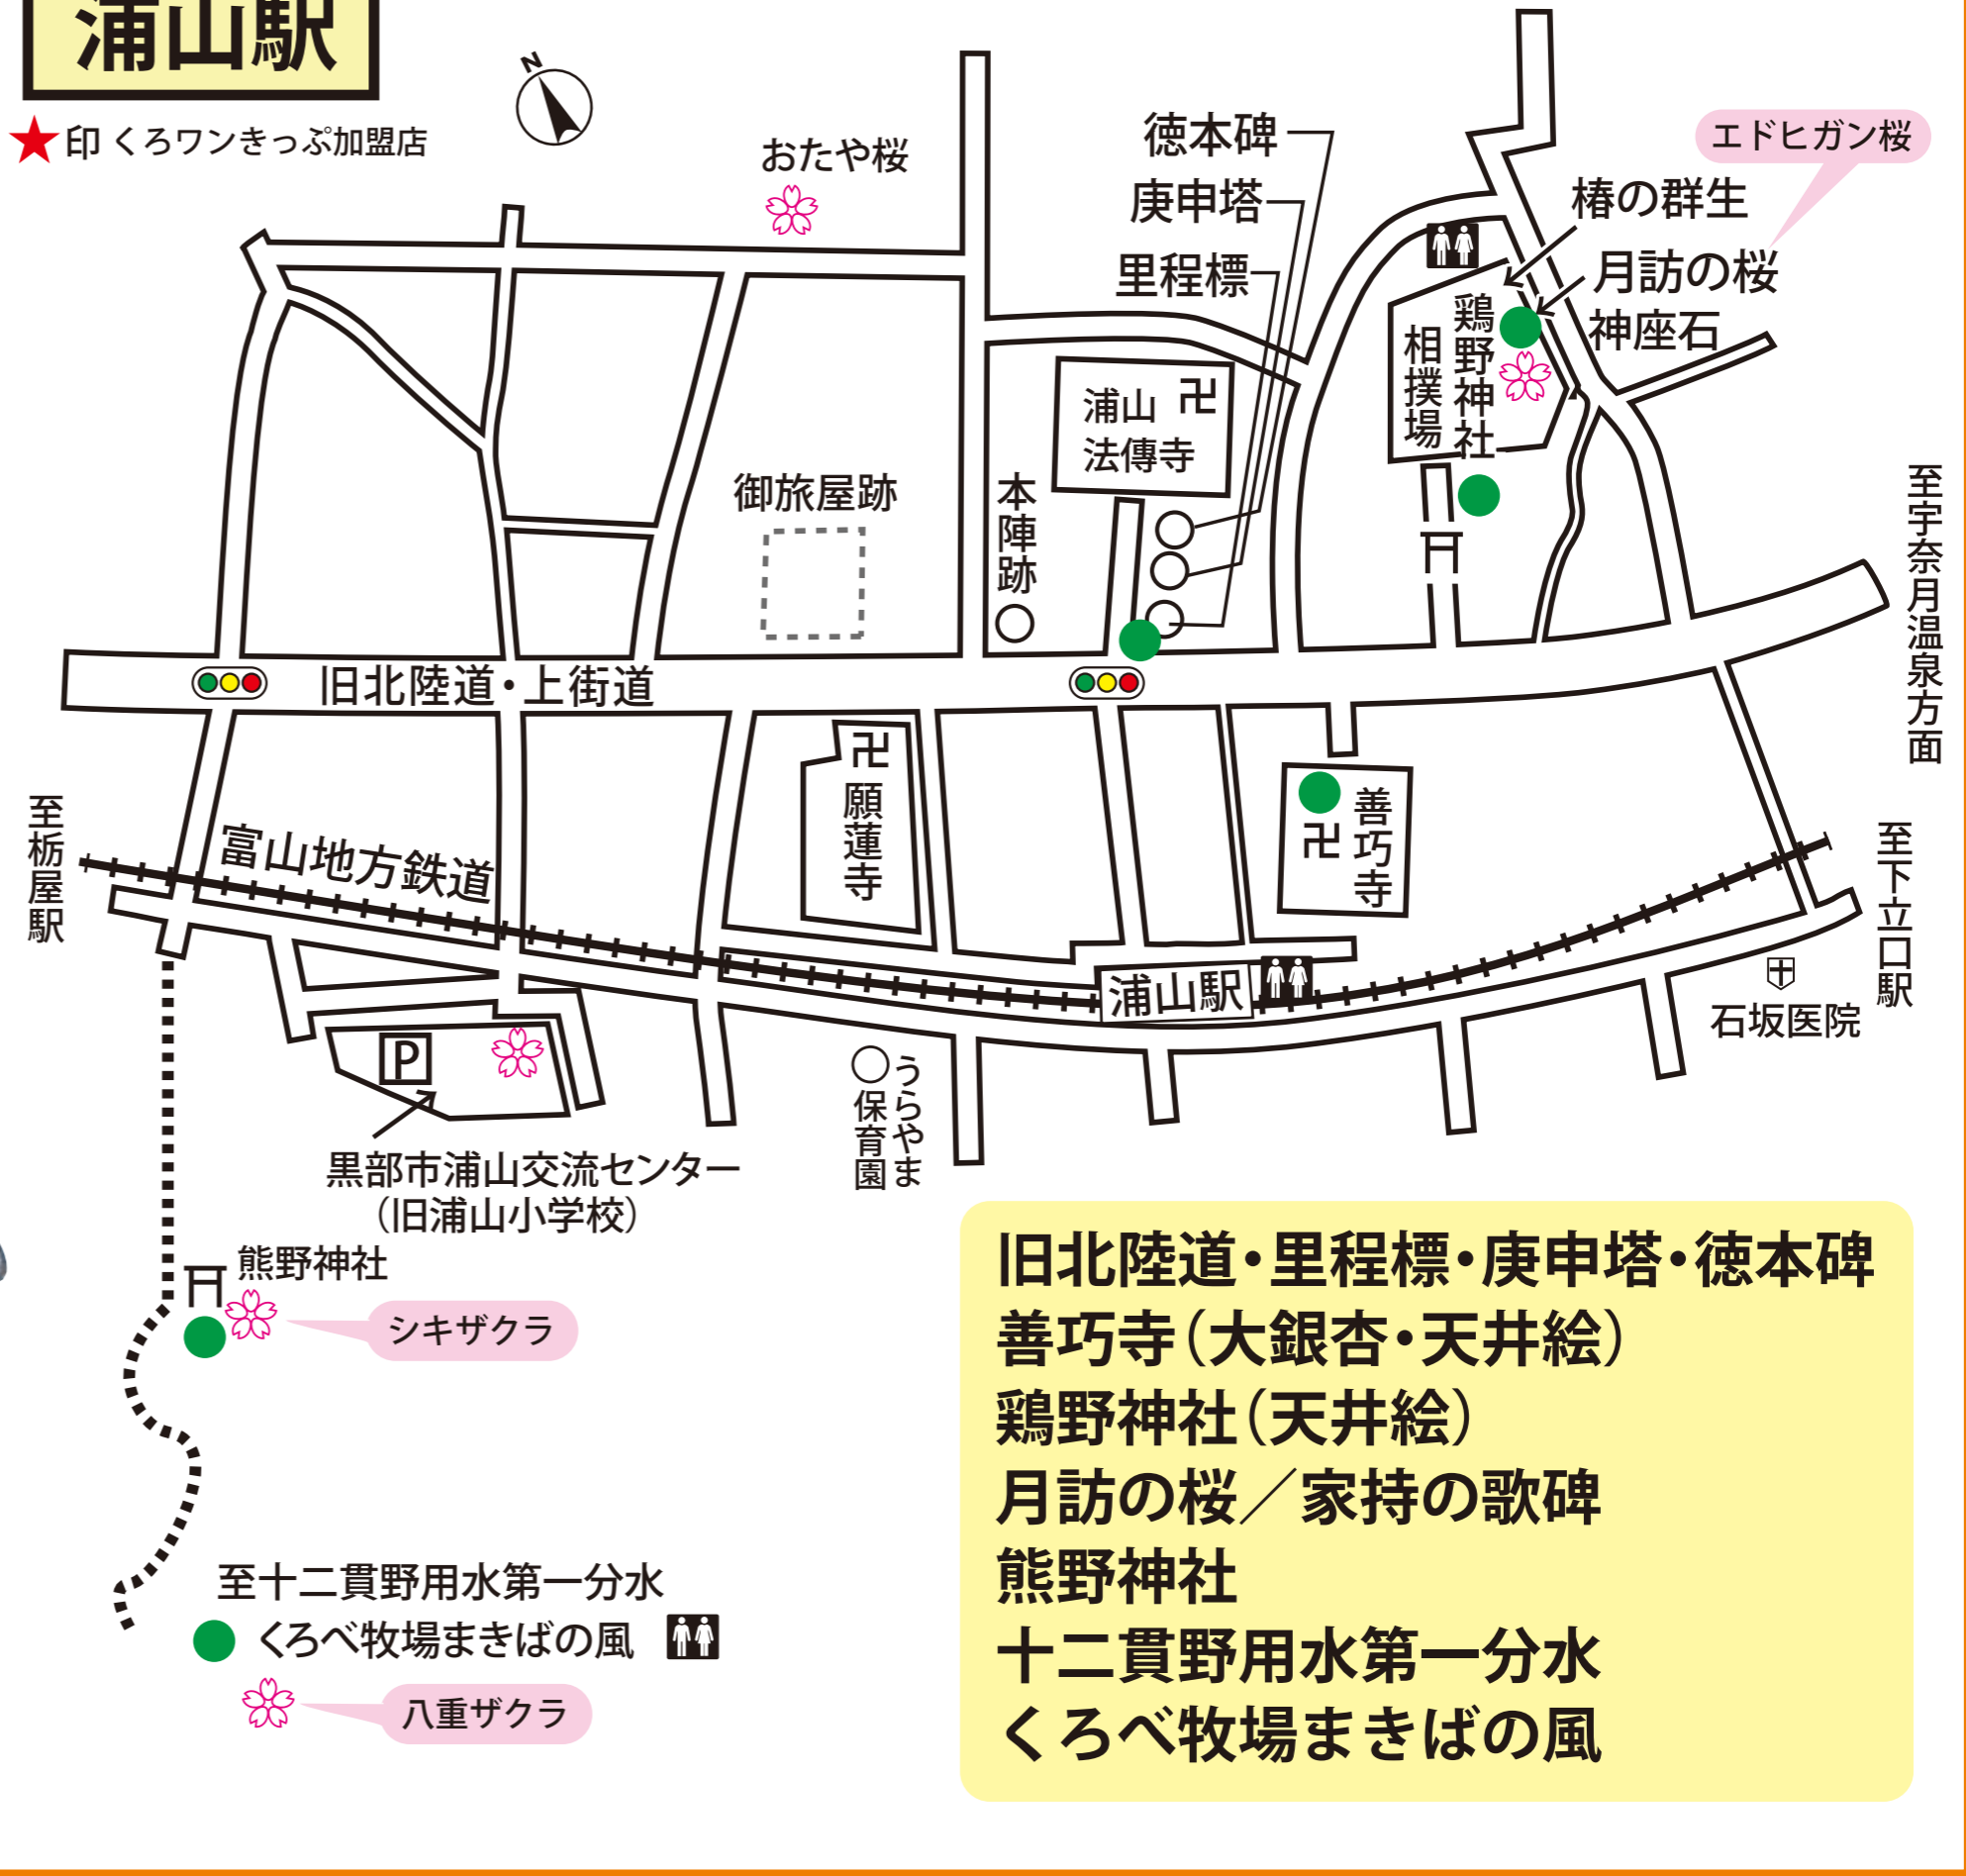 浦山駅
★印 くろワンきっぷ加盟店
N
おたや桜
徳本碑
庚申塔
里程標
エドヒガン桜
椿の群生
月訪の桜
神座石
鶏野神社
相撲場
浦山 卍
法傳寺
御旅屋跡
本陣跡
至宇奈月温泉方面
旧北陸道・上街道
卍願蓮寺
善巧寺
卍
至栃屋駅
富山地方鉄道
至下立口駅
浦山駅
石坂医院
P
うらやま
保育園
黒部市浦山交流センター
（旧浦山小学校）
熊野神社
シキザクラ
至十二貫野用水第一分水
くろべ牧場まきばの風
八重ザクラ
旧北陸道・里程標・庚申塔・徳本碑
善巧寺（大銀杏・天井絵）
鶏野神社（天井絵）
月訪の桜／家持の歌碑
熊野神社
十二貫野用水第一分水
くろべ牧場まきばの風